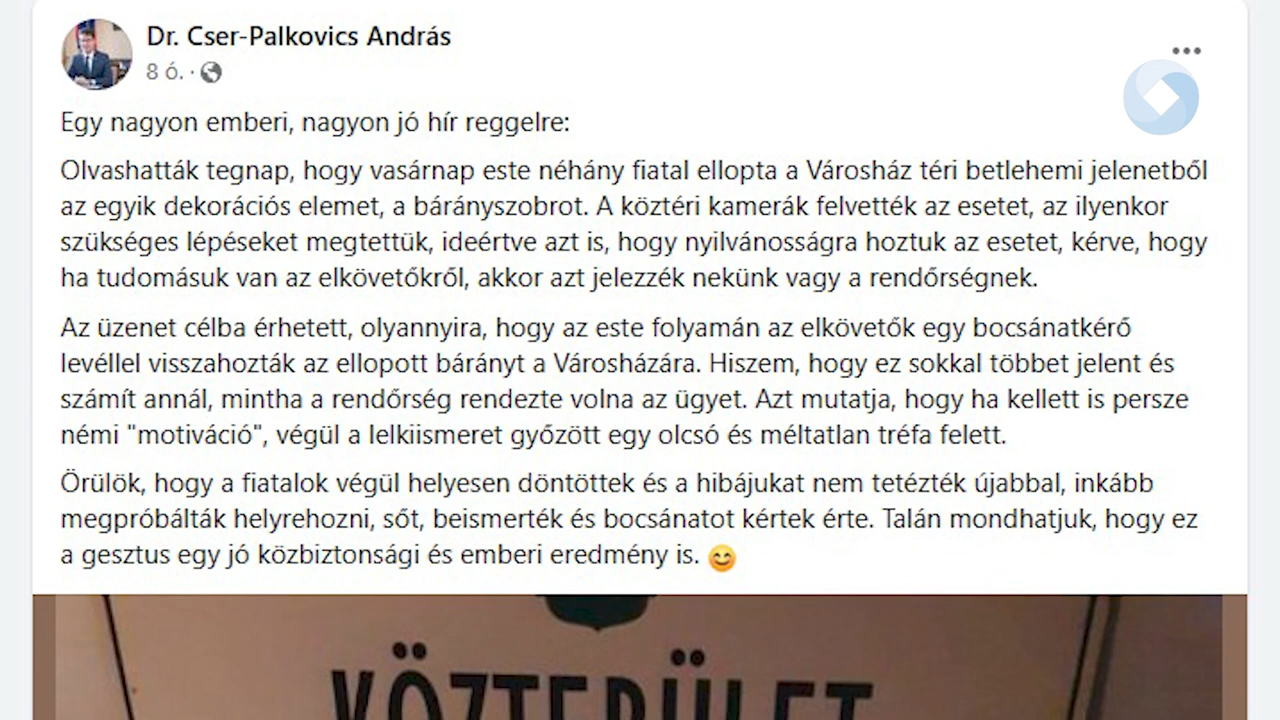 Dr. Cser-Palkovics András
8 ó. ·
Egy nagyon emberi, nagyon jó hír reggelre:
Olvashatták tegnap, hogy vasárnap este néhány fiatal ellopta a Városház téri betlehemi jelenetből
az egyik dekorációs elemet, a bárányszobrot. A köztéri kamerák felvették az esetet, az ilyenkor
szükséges lépéseket megtettük, ideértve azt is, hogy nyilvánosságra hoztuk az esetet, kérve, hogy
ha tudomásuk van az elkövetőkről, akkor azt jelezzék nekünk vagy a rendőrségnek.
Az üzenet célba érhetett, olyannyira, hogy az este folyamán az elkövetők egy bocsánatkérő
levéllel visszahozták az ellopott bárányt a Városházára. Hiszem, hogy ez sokkal többet jelent és
számít annál, mintha a rendőrség rendezte volna az ügyet. Azt mutatja, hogy ha kellett is persze
némi "motiváció", végül a lelkiismeret győzött egy olcsó és méltatlan tréfa felett.
Örülök, hogy a fiatalok végül helyesen döntöttek és a hibájukat nem tetézték újabbal, inkább
megpróbálták helyrehozni, sőt, beismerték és bocsánatot kértek érte. Talán mondhatjuk, hogy ez
a gesztus egy jó közbiztonsági és emberi eredmény is. 😊
KÖZTERÜLET